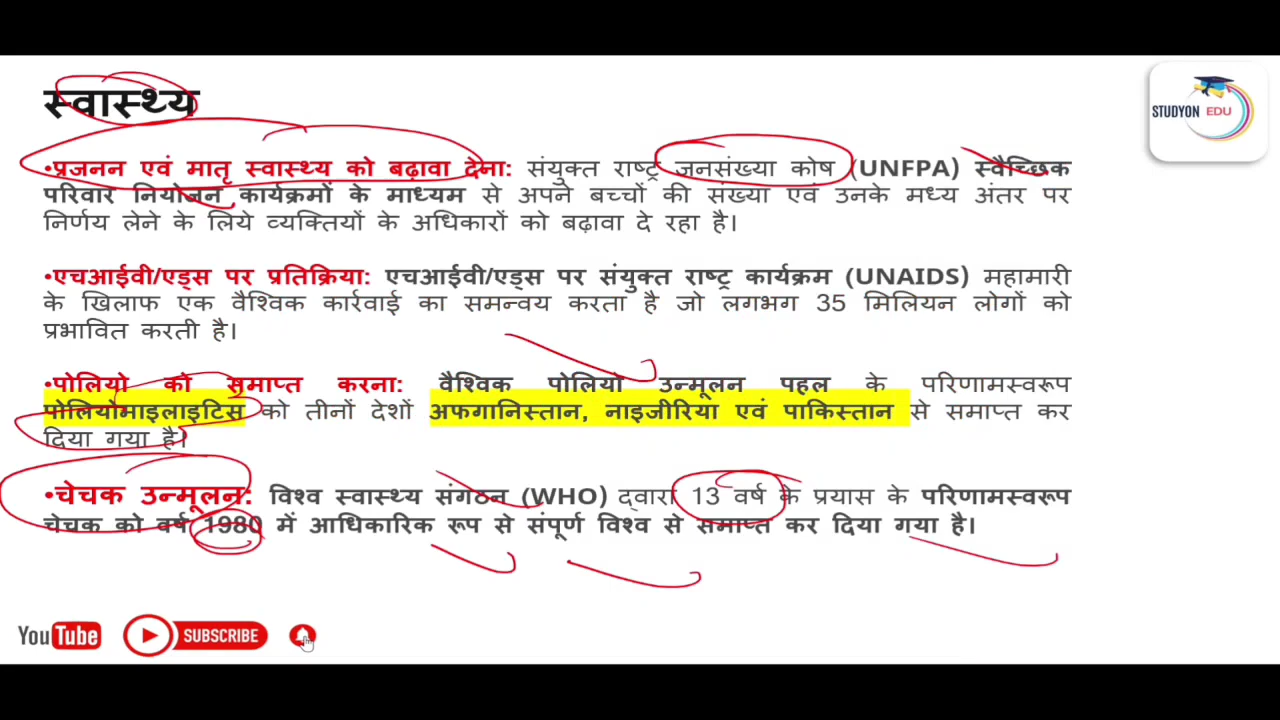 स्वास्थ्य
STUDYON EDU
•प्रजनन एवं मातृ स्वास्थ्य को बढ़ावा देना: संयुक्त राष्ट्र जनसंख्या कोष (UNFPA) स्वैच्छिक
परिवार नियोजन कार्यक्रमों के माध्यम से अपने बच्चों की संख्या एवं उनके मध्य अंतर पर
निर्णय लेने के लिये व्यक्तियों के अधिकारों को बढ़ावा दे रहा है।
•एचआईवी/एड्स पर प्रतिक्रिया: एचआईवी/एड्स पर संयुक्त राष्ट्र कार्यक्रम (UNAIDS) महामारी
के खिलाफ एक वैश्विक कार्रवाई का समन्वय करता है जो लगभग 35 मिलियन लोगों को
प्रभावित करती है।
•पोलियो को समाप्त करना: वैश्विक पोलियो उन्मूलन पहल के परिणामस्वरूप
पोलियोमाइलाइटिस को तीनों देशों अफगानिस्तान, नाइजीरिया एवं पाकिस्तान से समाप्त कर
दिया गया है।
•चेचक उन्मूलन: विश्व स्वास्थ्य संगठन (WHO) द्वारा 13 वर्ष के प्रयास के परिणामस्वरूप
चेचक को वर्ष 1980 में आधिकारिक रूप से संपूर्ण विश्व से समाप्त कर दिया गया है।
YouTube SUBSCRIBE